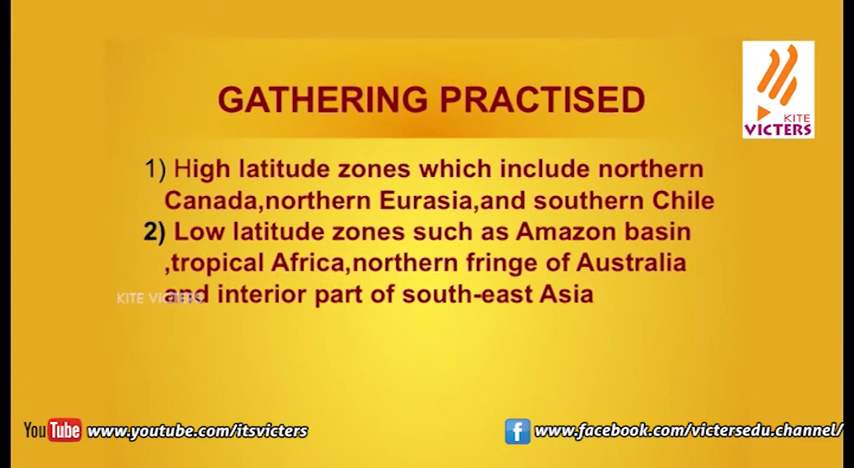 GATHERING PRACTISED
KITE
VICTERS
1) High latitude zones which include northern
Canada,northern Eurasia,and southern Chile
2) Low latitude zones such as Amazon basin
,tropical Africa,northern fringe of Australia
and interior part of south-east Asia
KITE VICTERS
YouTube www.youtube.com/itsvicters
f www.facebook.com/victersedu.channel/